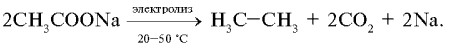 2CH₃COONa электролиз 20—50 °C → H₃C—CH₃ + 2CO₂ + 2Na.